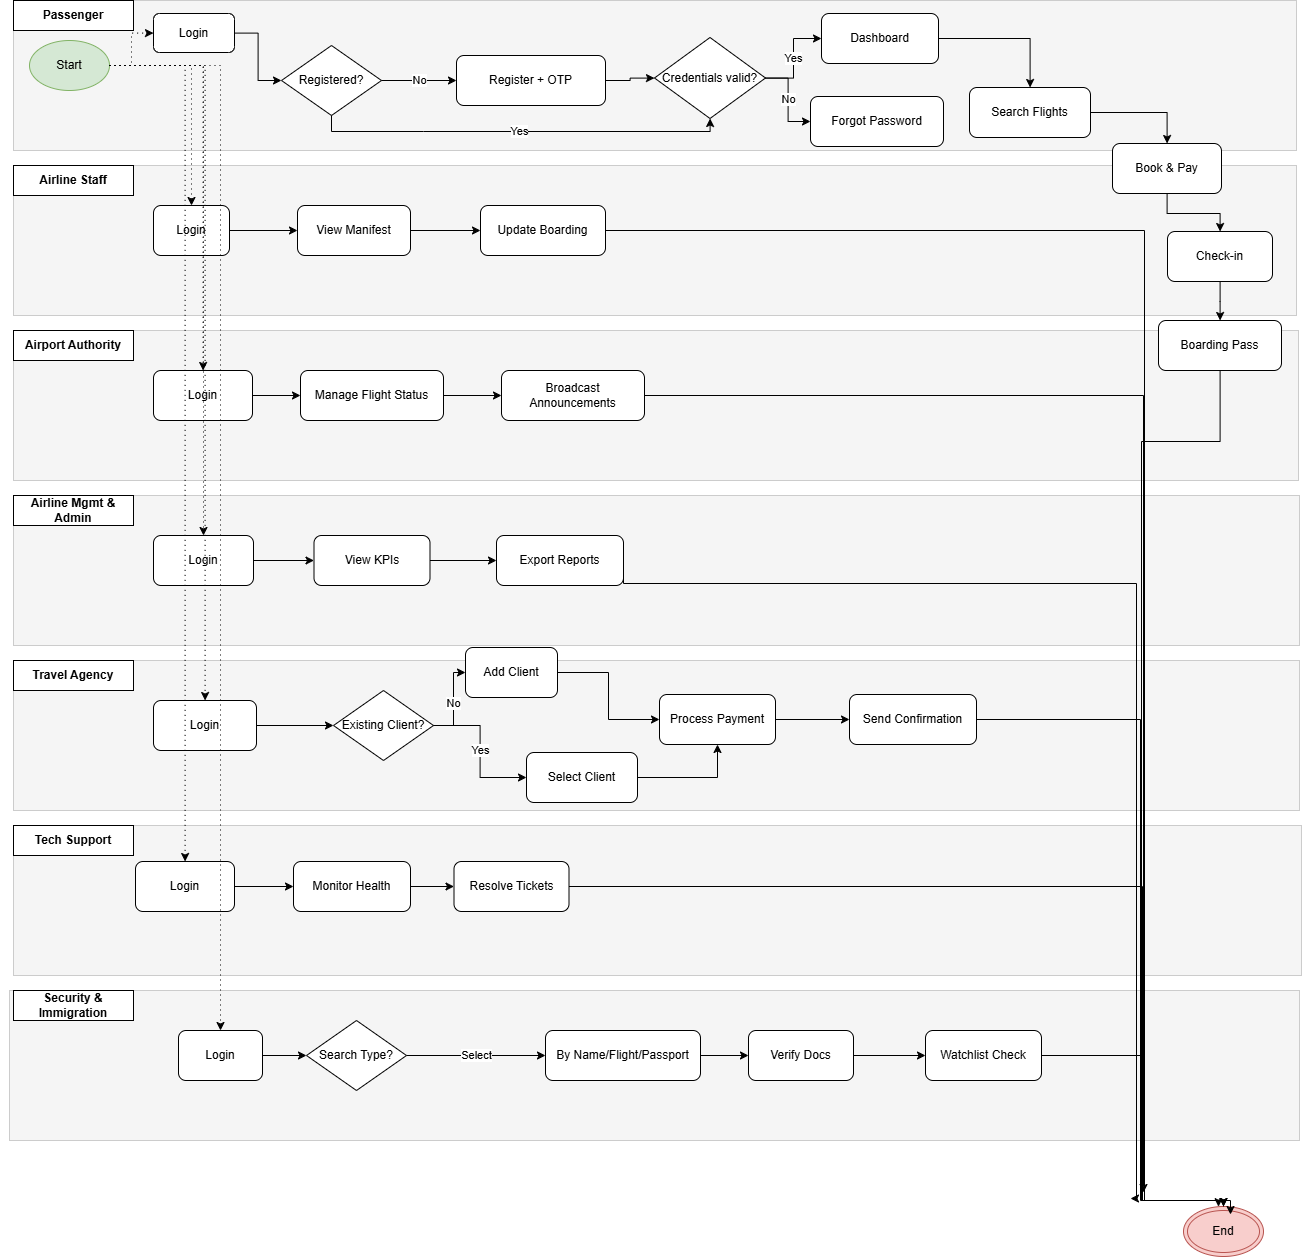 Passenger
Start
Login
Registered?
No
Register + OTP
Credentials valid?
Yes
Dashboard
No
Forgot Password
Yes
Search Flights
Book & Pay
Airline Staff
Login
View Manifest
Update Boarding
Check-in
Airport Authority
Boarding Pass
Login
Manage Flight Status
Broadcast
Announcements
Airline Mgmt &
Admin
Login
View KPIs
Export Reports
Travel Agency
Login
Existing Client?
No
Add Client
Yes
Select Client
Process Payment
Send Confirmation
Tech Support
Login
Monitor Health
Resolve Tickets
Security &
Immigration
Login
Search Type?
Select
By Name/Flight/Passport
Verify Docs
Watchlist Check
End